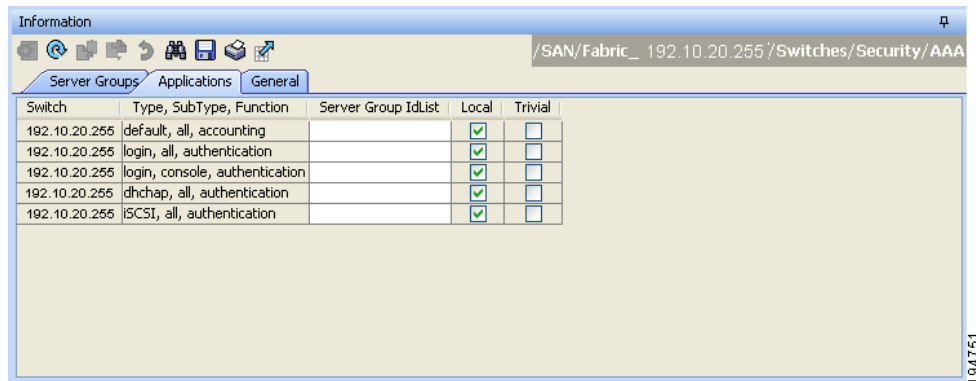 Information
/SAN/Fabric_ 192.10.20.255/Switches/Security/AAA
Server Groups Applications General
Switch Type, SubType, Function Server Group IdList Local Trivial
192.10.20.255 default, all, accounting
192.10.20.255 login, all, authentication
192.10.20.255 login, console, authentication
192.10.20.255 dhchap, all, authentication
192.10.20.255 iSCSI, all, authentication
194751